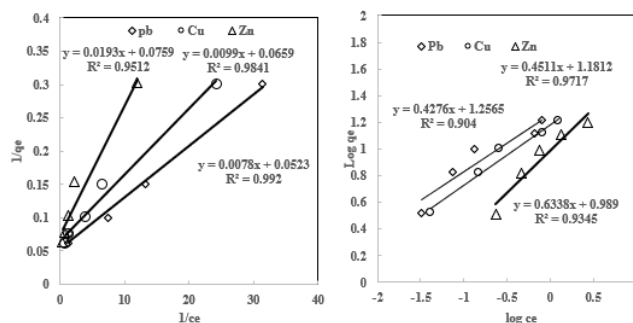 0.4
◇ pb ○ Cu △ Zn
y = 0.0193x + 0.0759
R² = 0.9512
y = 0.0099x + 0.0659
R² = 0.9841
0.35
0.3
0.25
0.2
0.15
0.1
0.05
0
y = 0.0078x + 0.0523
R² = 0.992
1/qe
0 10 20 30 40
1/ce
2
1.8
1.6
1.4
1.2
1
0.8
0.6
0.4
0.2
0
◇ Pb ○ Cu △ Zn
y = 0.4511x + 1.1812
R² = 0.9717
y = 0.4276x + 1.2565
R² = 0.904
y = 0.6338x + 0.989
R² = 0.9345
Log qe
-2 -1.5 -1 -0.5 0 0.5 1
log ce